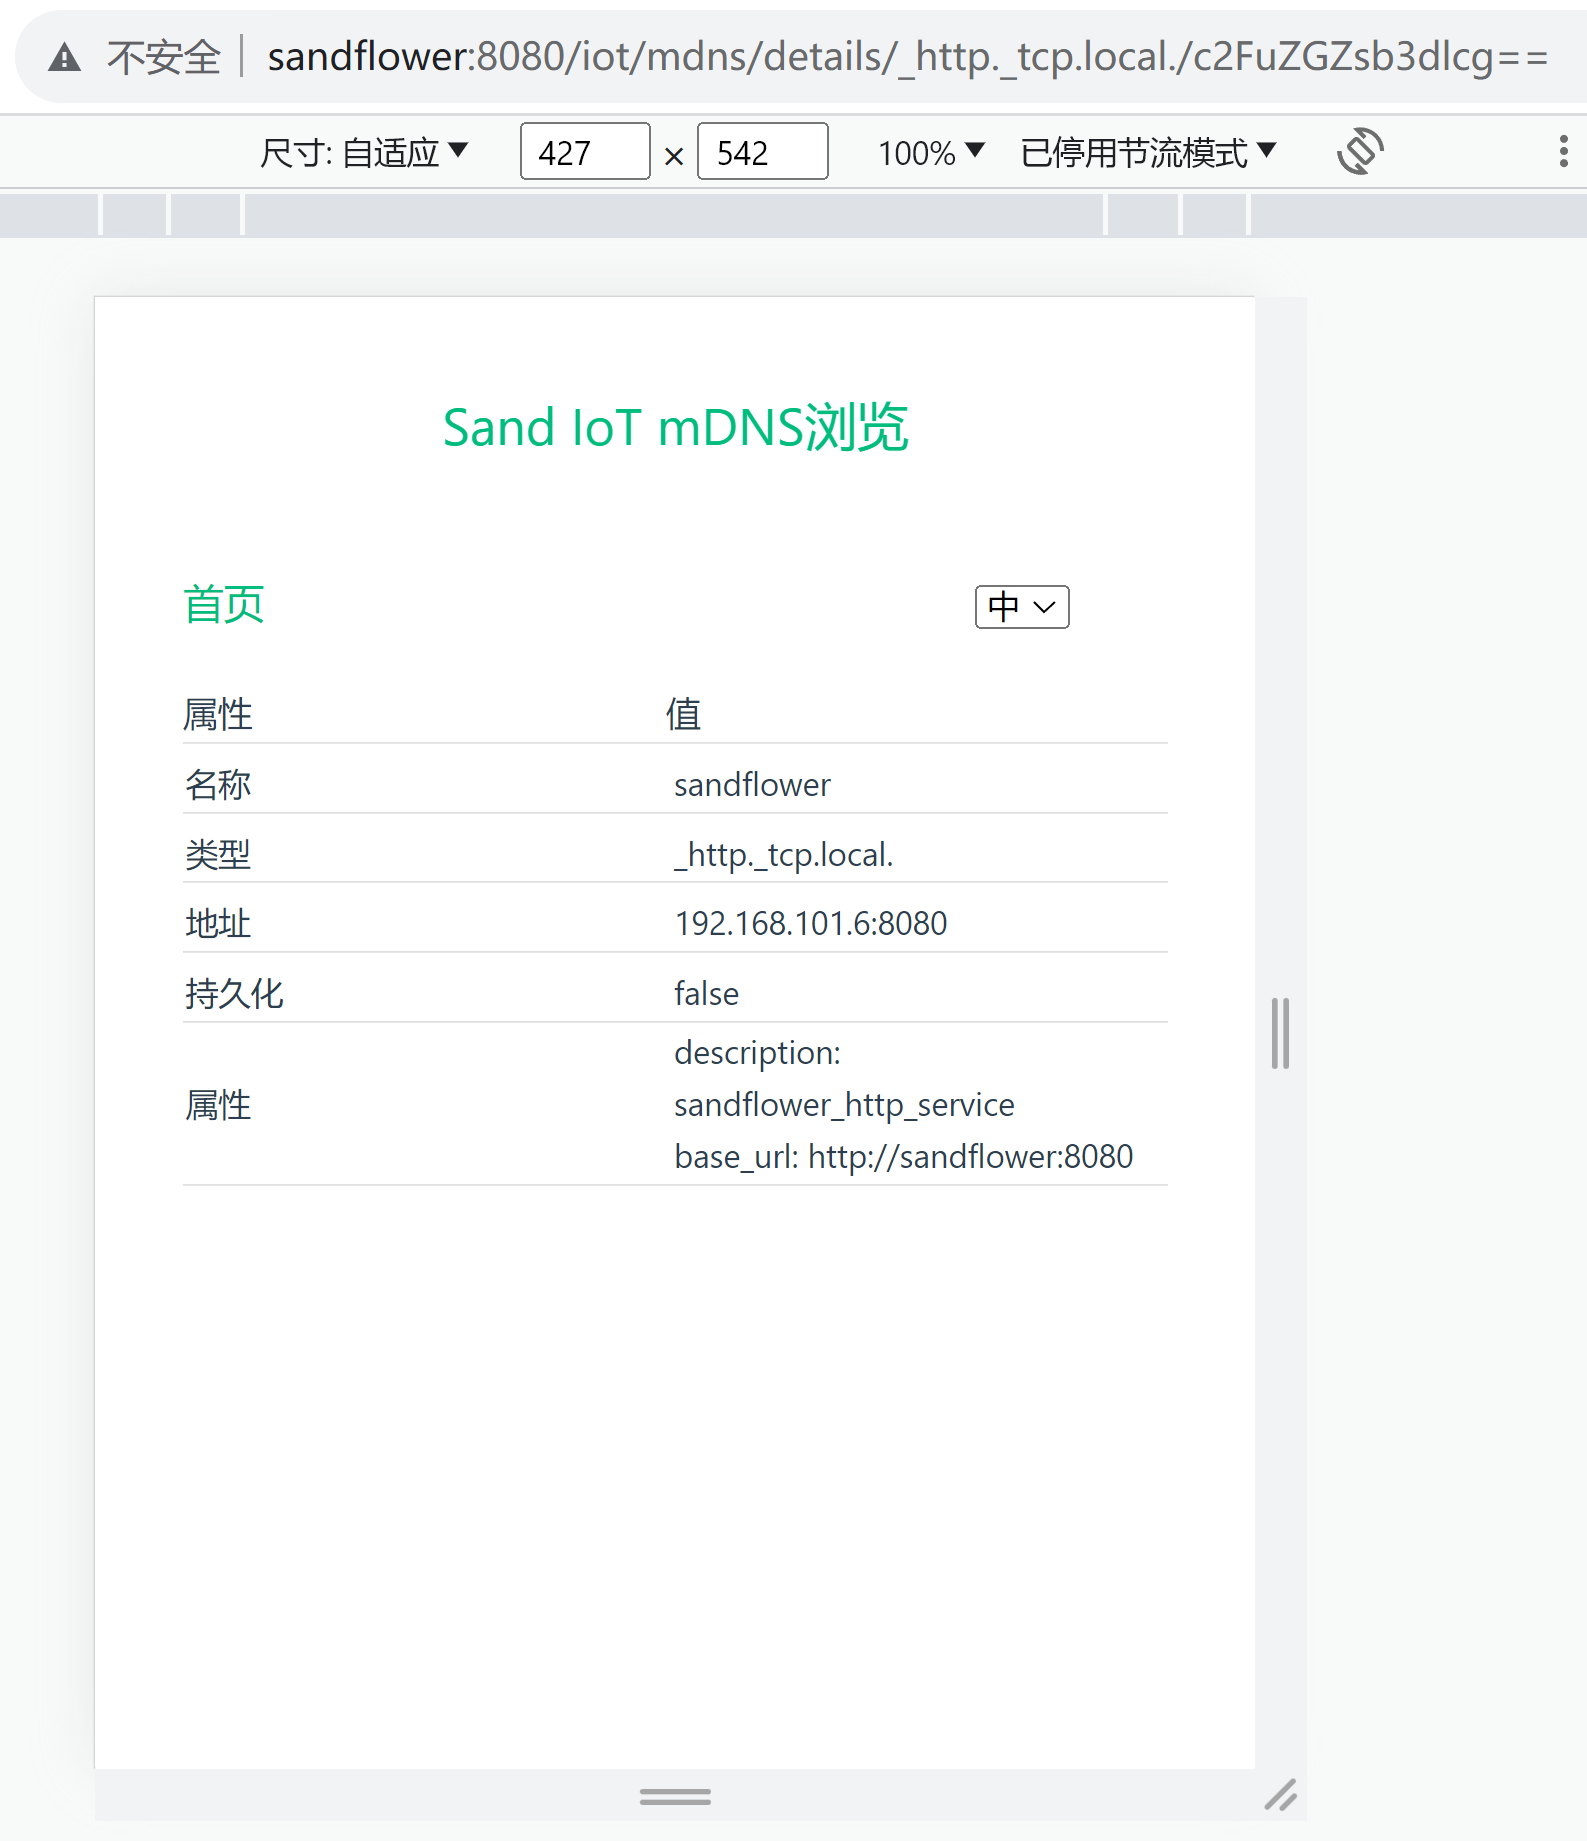 不安全 sandflower:8080/iot/mdns/details/_http._tcp.local./c2FuZGZsb3dlcg==
尺寸: 自适应 427 × 542 100% 已停用节流模式
Sand IoT mDNS浏览
首页 中
属性 值
名称 sandflower
类型 _http._tcp.local.
地址 192.168.101.6:8080
持久化 false
属性 description:
sandflower_http_service
base_url: http://sandflower:8080